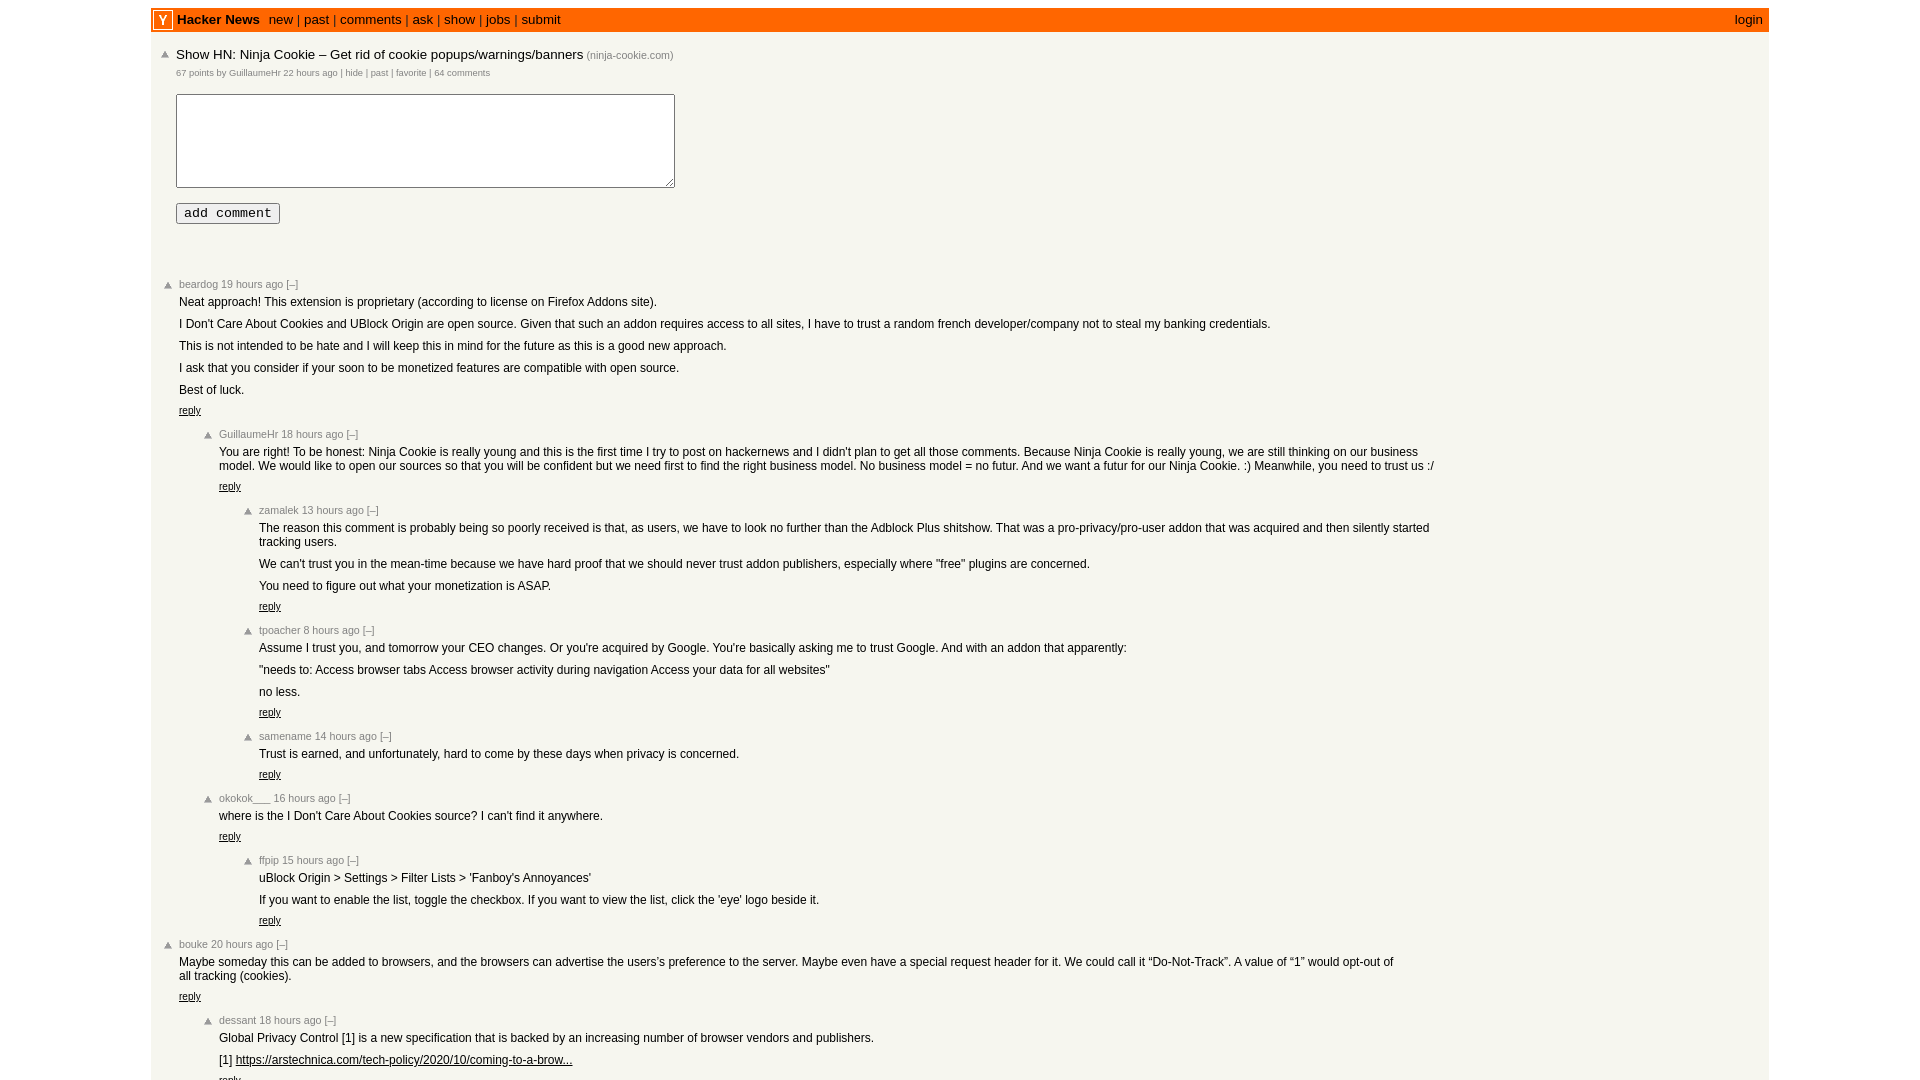 Y Hacker News new | past | comments | ask | show | jobs | submit login
Show HN: Ninja Cookie – Get rid of cookie popups/warnings/banners (ninja-cookie.com)
67 points by GuillaumeHr 22 hours ago | hide | past | favorite | 64 comments
add comment
beardog 19 hours ago [–]
Neat approach! This extension is proprietary (according to license on Firefox Addons site).
I Don't Care About Cookies and UBlock Origin are open source. Given that such an addon requires access to all sites, I have to trust a random french developer/company not to steal my banking credentials.
This is not intended to be hate and I will keep this in mind for the future as this is a good new approach.
I ask that you consider if your soon to be monetized features are compatible with open source.
Best of luck.
reply
GuillaumeHr 18 hours ago [–]
You are right! To be honest: Ninja Cookie is really young and this is the first time I try to post on hackernews and I didn't plan to get all those comments. Because Ninja Cookie is really young, we are still thinking on our business
model. We would like to open our sources so that you will be confident but we need first to find the right business model. No business model = no futur. And we want a futur for our Ninja Cookie. :) Meanwhile, you need to trust us :/
reply
zamalek 13 hours ago [–]
The reason this comment is probably being so poorly received is that, as users, we have to look no further than the Adblock Plus shitshow. That was a pro-privacy/pro-user addon that was acquired and then silently started
tracking users.
We can't trust you in the mean-time because we have hard proof that we should never trust addon publishers, especially where "free" plugins are concerned.
You need to figure out what your monetization is ASAP.
reply
tpoacher 8 hours ago [–]
Assume I trust you, and tomorrow your CEO changes. Or you're acquired by Google. You're basically asking me to trust Google. And with an addon that apparently:
"needs to: Access browser tabs Access browser activity during navigation Access your data for all websites"
no less.
reply
samename 14 hours ago [–]
Trust is earned, and unfortunately, hard to come by these days when privacy is concerned.
reply
okokok___ 16 hours ago [–]
where is the I Don't Care About Cookies source? I can't find it anywhere.
reply
ffpip 15 hours ago [–]
uBlock Origin > Settings > Filter Lists > 'Fanboy's Annoyances'
If you want to enable the list, toggle the checkbox. If you want to view the list, click the 'eye' logo beside it.
reply
bouke 20 hours ago [–]
Maybe someday this can be added to browsers, and the browsers can advertise the users’s preference to the server. Maybe even have a special request header for it. We could call it “Do-Not-Track”. A value of “1” would opt-out of
all tracking (cookies).
reply
dessant 18 hours ago [–]
Global Privacy Control [1] is a new specification that is backed by an increasing number of browser vendors and publishers.
[1] https://arstechnica.com/tech-policy/2020/10/coming-to-a-brow...
reply